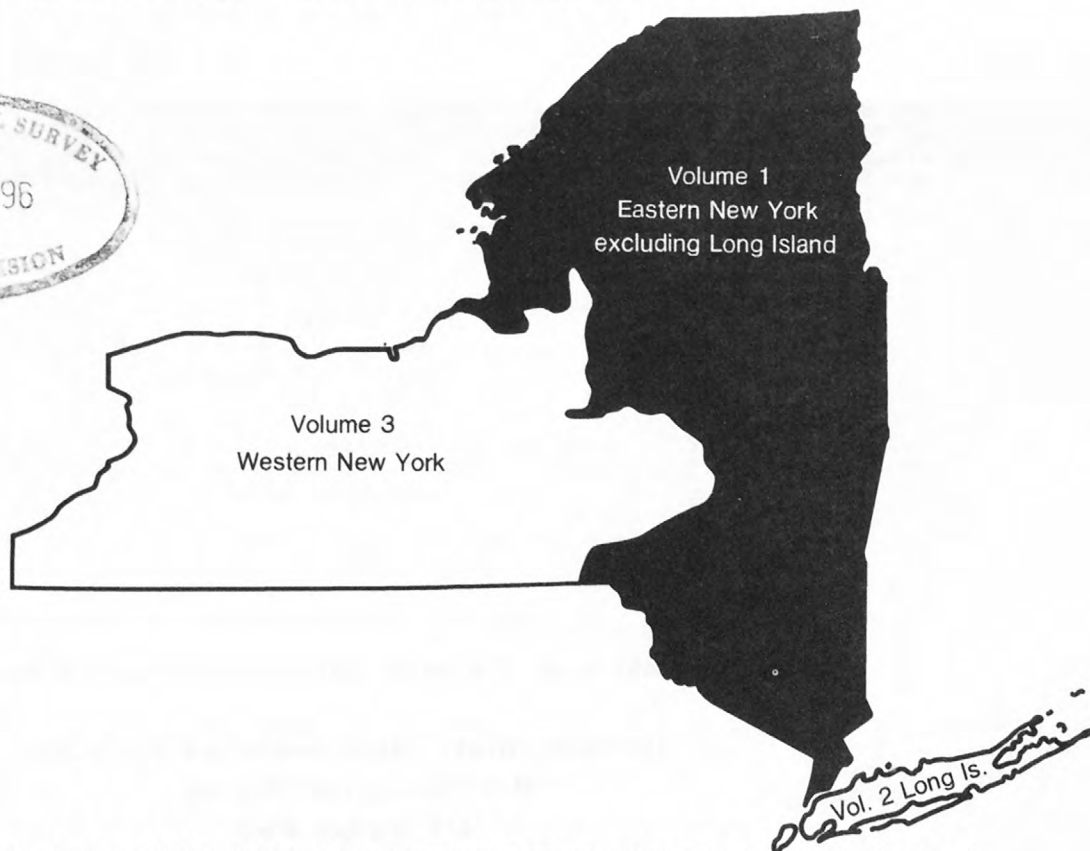 L SURVEY
96
ISION
Volume 1
Eastern New York
excluding Long Island
Volume 3
Western New York
Vol. 2 Long Is.